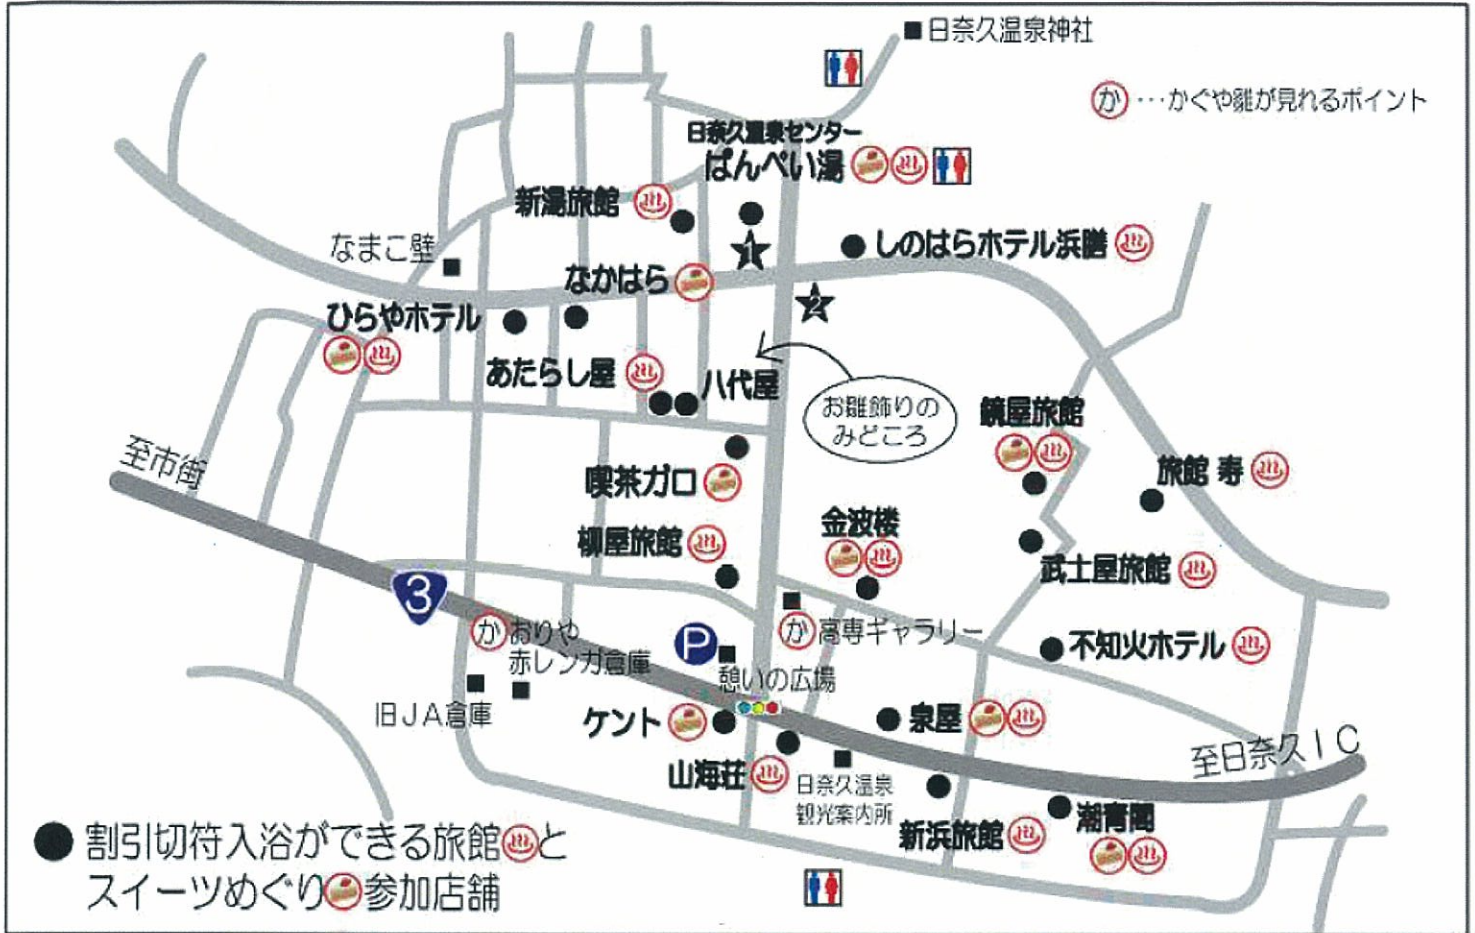 日奈久温泉神社
か…かぐや雛が見れるポイント
日奈久温泉センター
ばんぺい湯
新湯旅館
しのはらホテル浜膳
なまこ壁
なかはら
1
2
ひらやホテル
あたらし屋
八代屋
お雛飾りの
みどころ
鏡屋旅館
至市街
喫茶ガロ
旅館 寿
金波楼
柳屋旅館
武士屋旅館
3
か おりや
赤レンガ倉庫
P
か 高専ギャラリー
不知火ホテル
憩いの広場
旧JA倉庫
ケント
泉屋
至日奈久IC
山海荘
日奈久温泉
観光案内所
新浜旅館
潮青閣
●割引切符入浴ができる旅館と
スイーツめぐり参加店舗